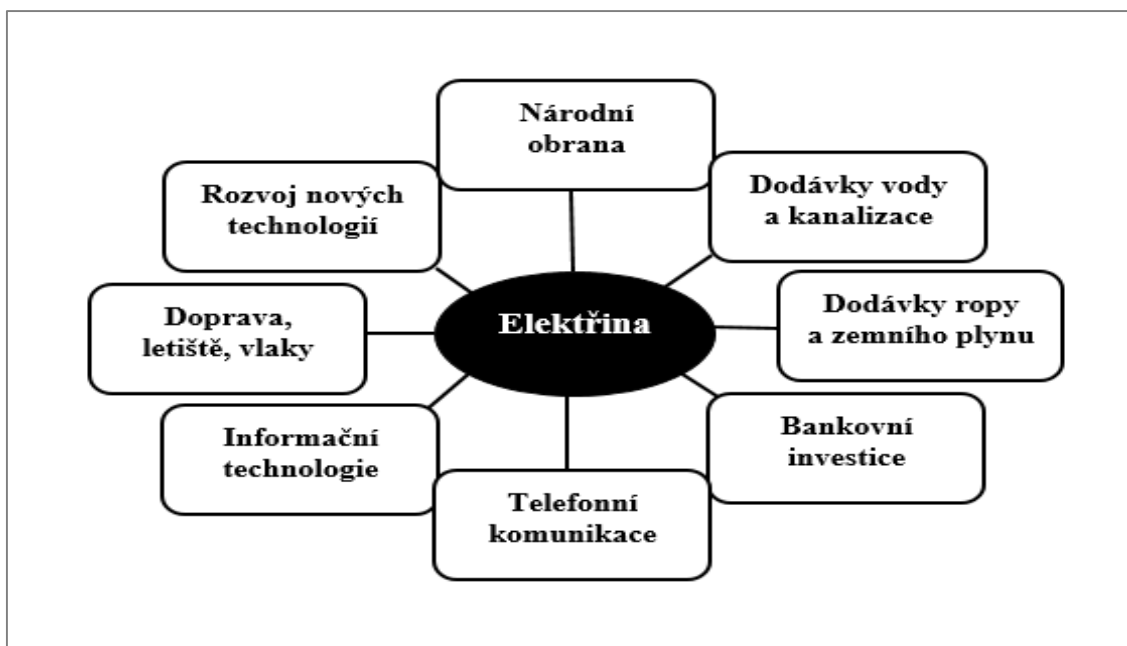 Národní
obrana
Rozvoj nových
technologií
Dodávky vody
a kanalizace
Doprava,
letiště, vlaky
Elektřina
Dodávky ropy
a zemního plynu
Informační
technologie
Bankovní
investice
Telefonní
komunikace